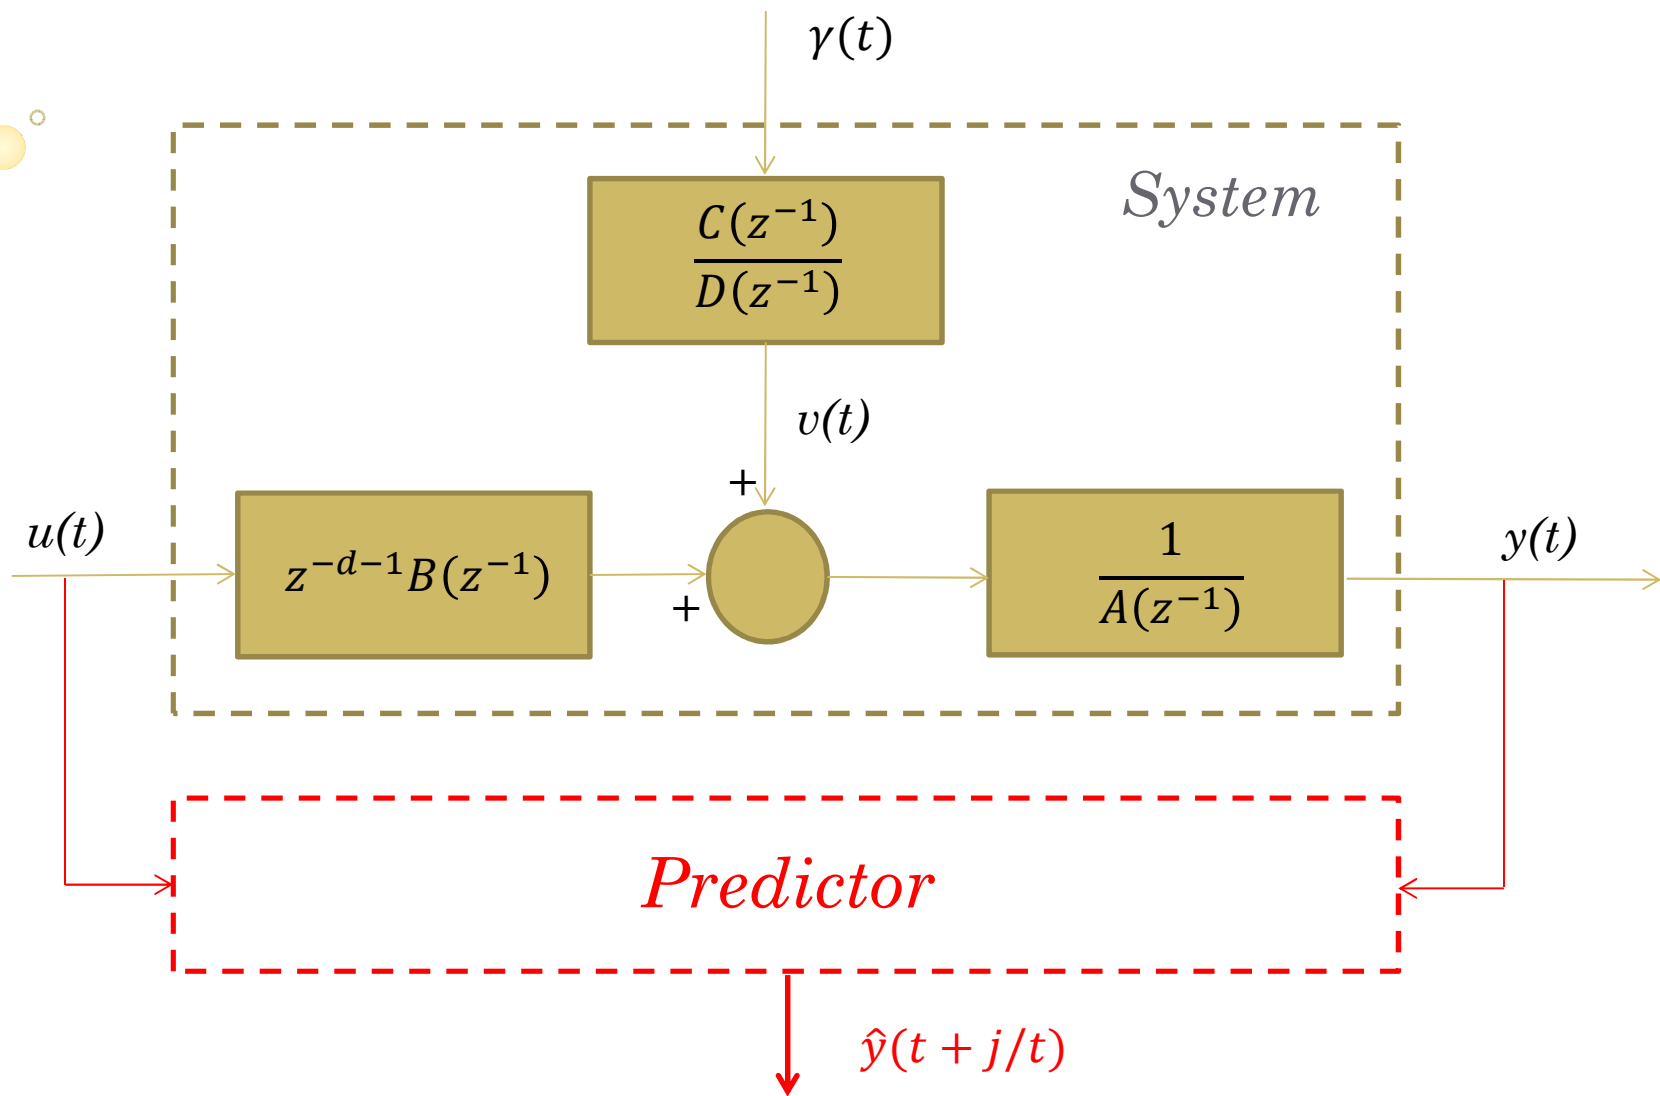 γ(t)
System
C(z⁻¹)
D(z⁻¹)
v(t)
+
u(t)
z⁻ᵈ⁻¹B(z⁻¹)
+
1
A(z⁻¹)
y(t)
Predictor
ŷ(t + j/t)